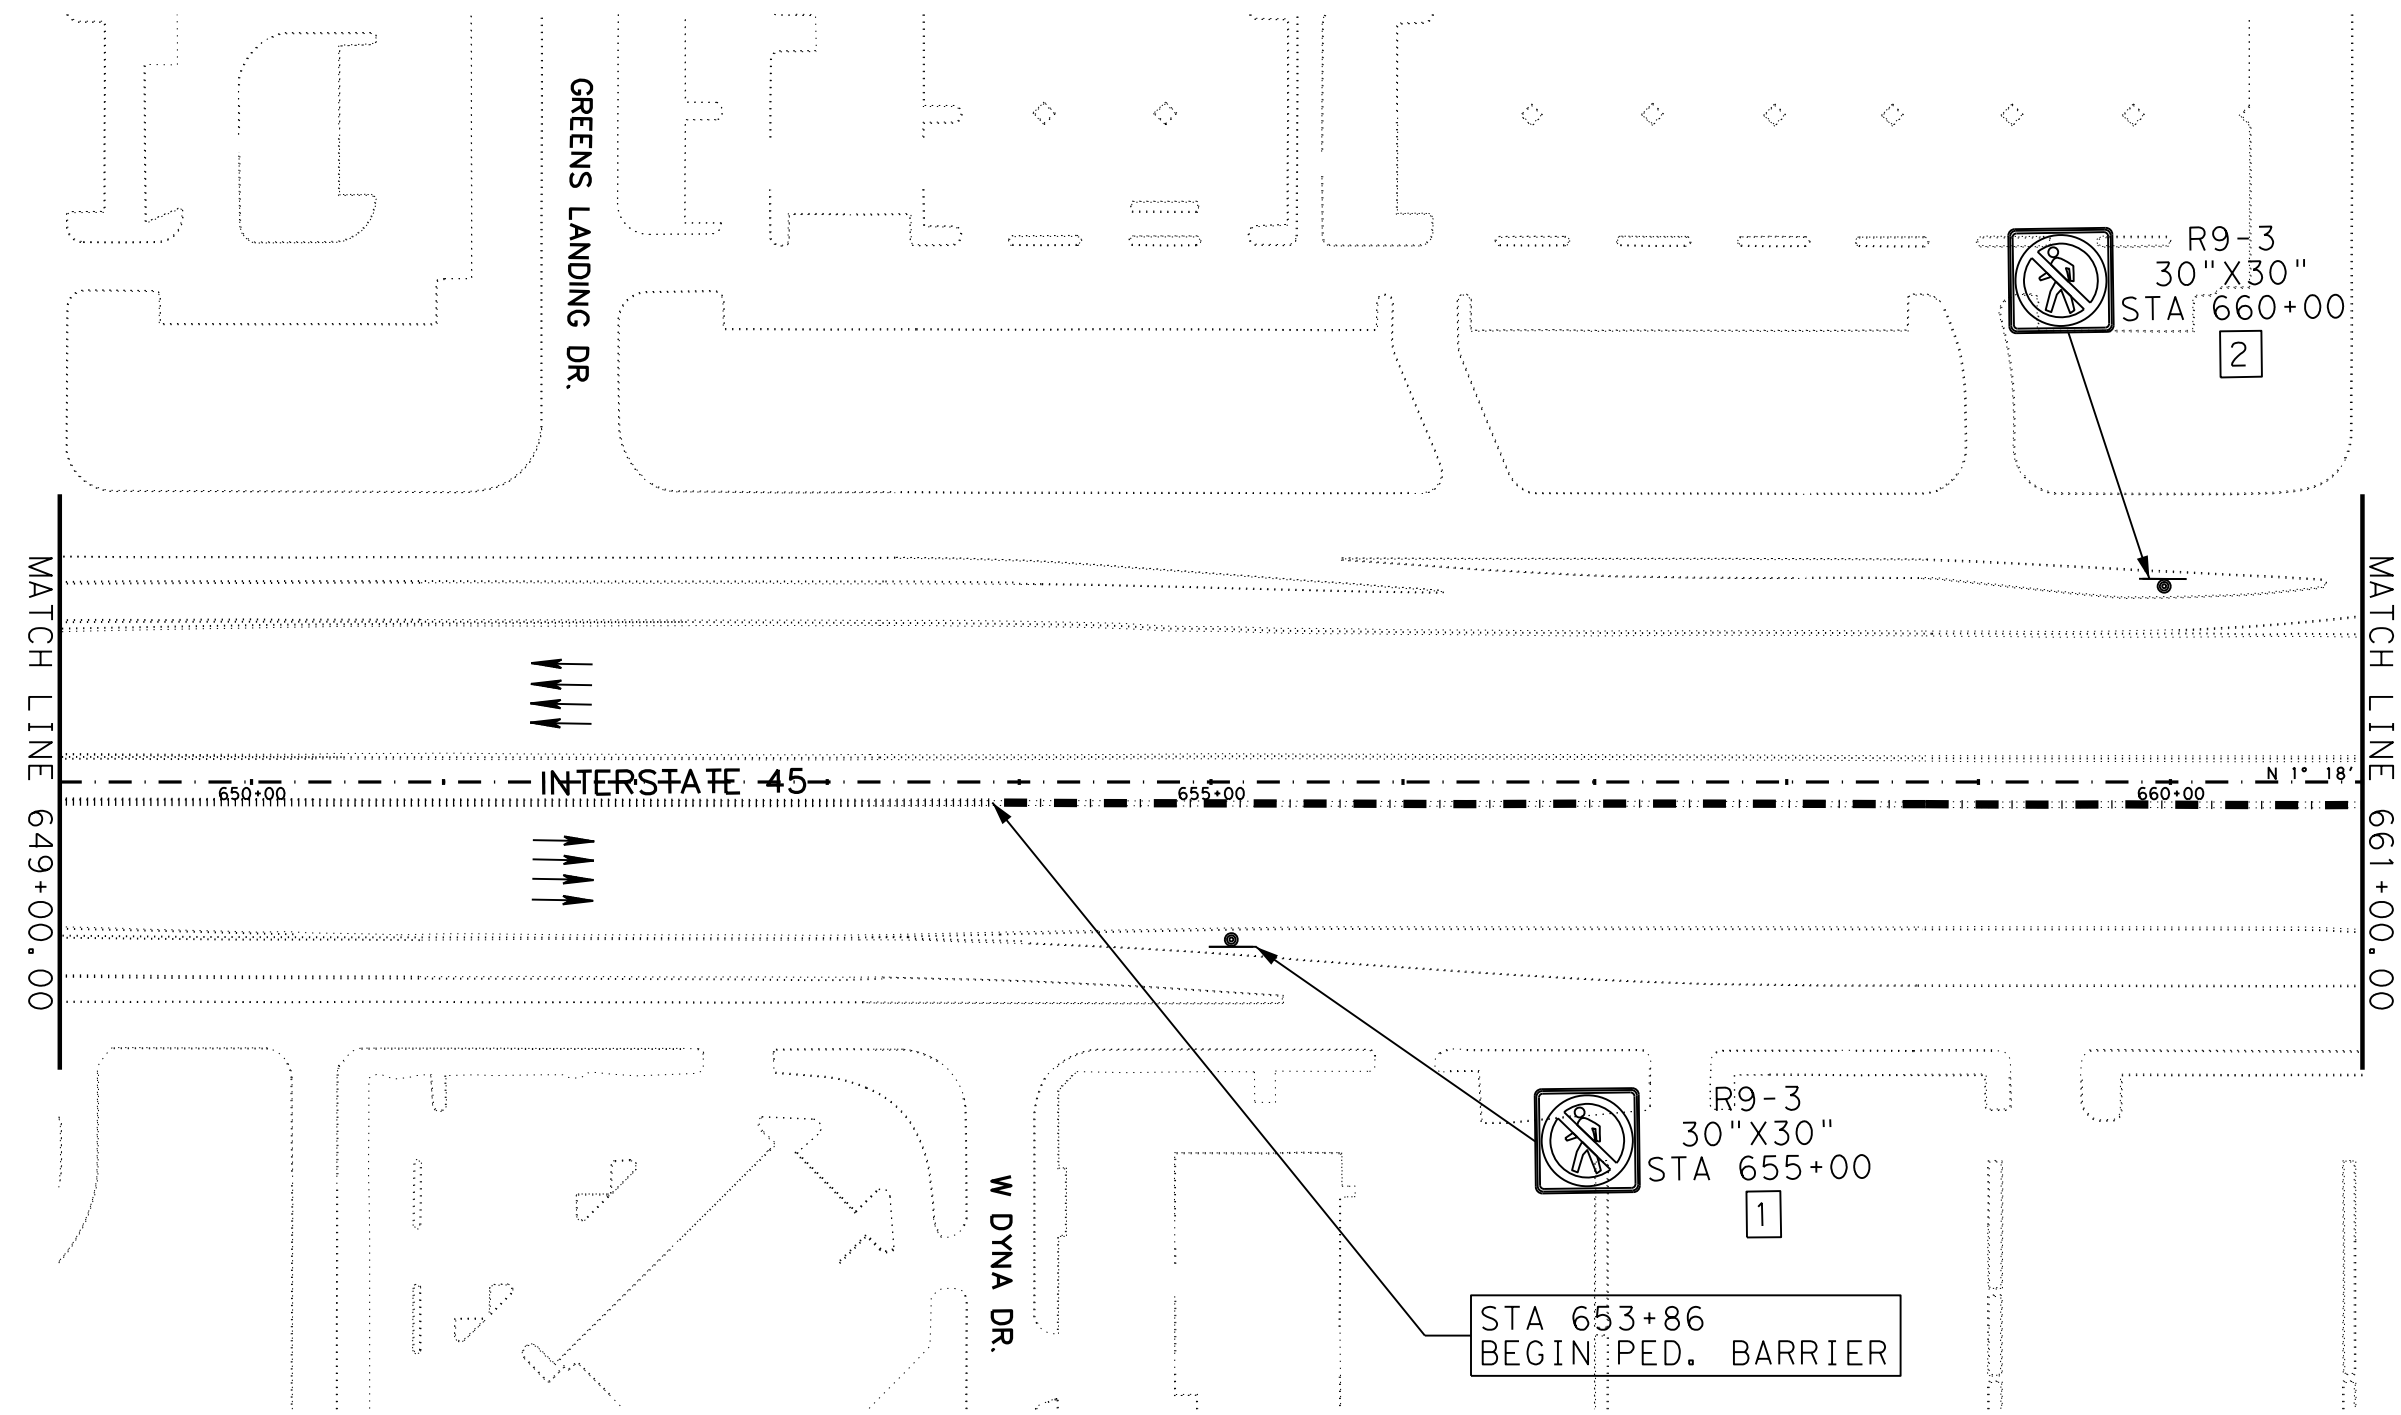 GREENS LANDING DR.
R9-3
30"X30"
STA 660+00
2
MATCH LINE 649+00.00
MATCH LINE 661+00.00
INTERSTATE 45
650+00
655+00
660+00
N 1° 18'
R9-3
30"X30"
STA 655+00
1
W DYNA DR.
STA 653+86
BEGIN PED. BARRIER